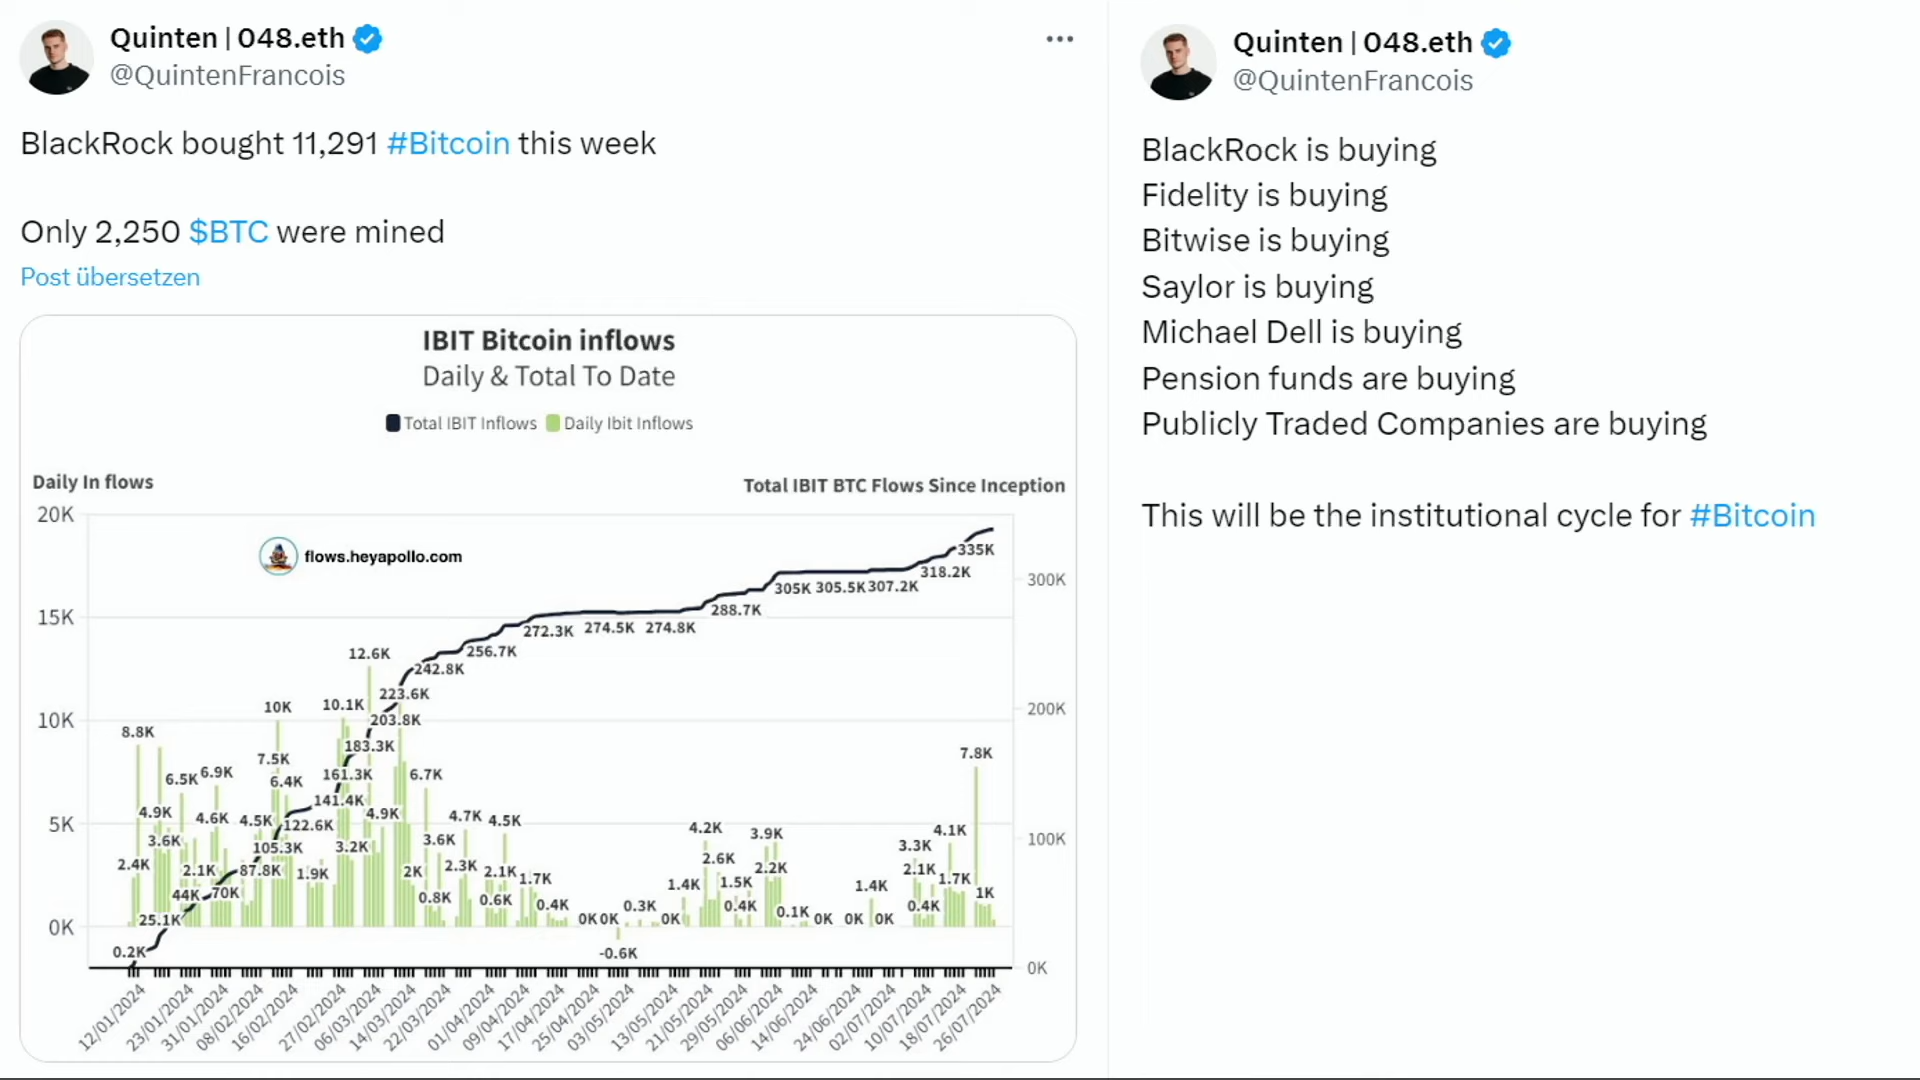 Quinten | 048.eth
@QuintenFrancois
BlackRock bought 11,291 #Bitcoin this week
Only 2,250 $BTC were mined
Post übersetzen
IBIT Bitcoin inflows
Daily & Total To Date
Total IBIT Inflows Daily Ibit Inflows
Daily In flows
Total IBIT BTC Flows Since Inception
flows.heyapollo.com
20K
15K
10K
5K
0K
300K
200K
100K
0K
335K
318.2K
305K 305.5K 307.2K
288.7K
272.3K 274.5K 274.8K
256.7K
242.8K
223.6K
203.8K
183.3K
161.3K
141.4K
122.6K
105.3K
87.8K
70K
44K
25.1K
0.2K
12.6K
10K 10.1K
8.8K
7.5K
6.5K 6.9K 6.4K 6.7K
4.9K 4.6K 4.5K 4.9K 4.7K 4.5K
3.6K 3.2K 3.6K
2.4K 2.1K 1.9K 2K 2.3K 2.1K 1.7K
0.8K 0.6K 0.4K
0K 0K 0.3K 0K
-0.6K
1.4K 4.2K 2.6K 1.5K 0.4K 3.9K 2.2K
0.1K 0K 0K 1.4K 0K
3.3K 2.1K 0.4K 4.1K 1.7K 7.8K 1K
12/01/2024
23/01/2024
31/01/2024
08/02/2024
16/02/2024
27/02/2024
06/03/2024
14/03/2024
22/03/2024
01/04/2024
09/04/2024
17/04/2024
25/04/2024
03/05/2024
13/05/2024
21/05/2024
29/05/2024
06/06/2024
14/06/2024
24/06/2024
02/07/2024
10/07/2024
18/07/2024
26/07/2024
Quinten | 048.eth
@QuintenFrancois
BlackRock is buying
Fidelity is buying
Bitwise is buying
Saylor is buying
Michael Dell is buying
Pension funds are buying
Publicly Traded Companies are buying
This will be the institutional cycle for #Bitcoin